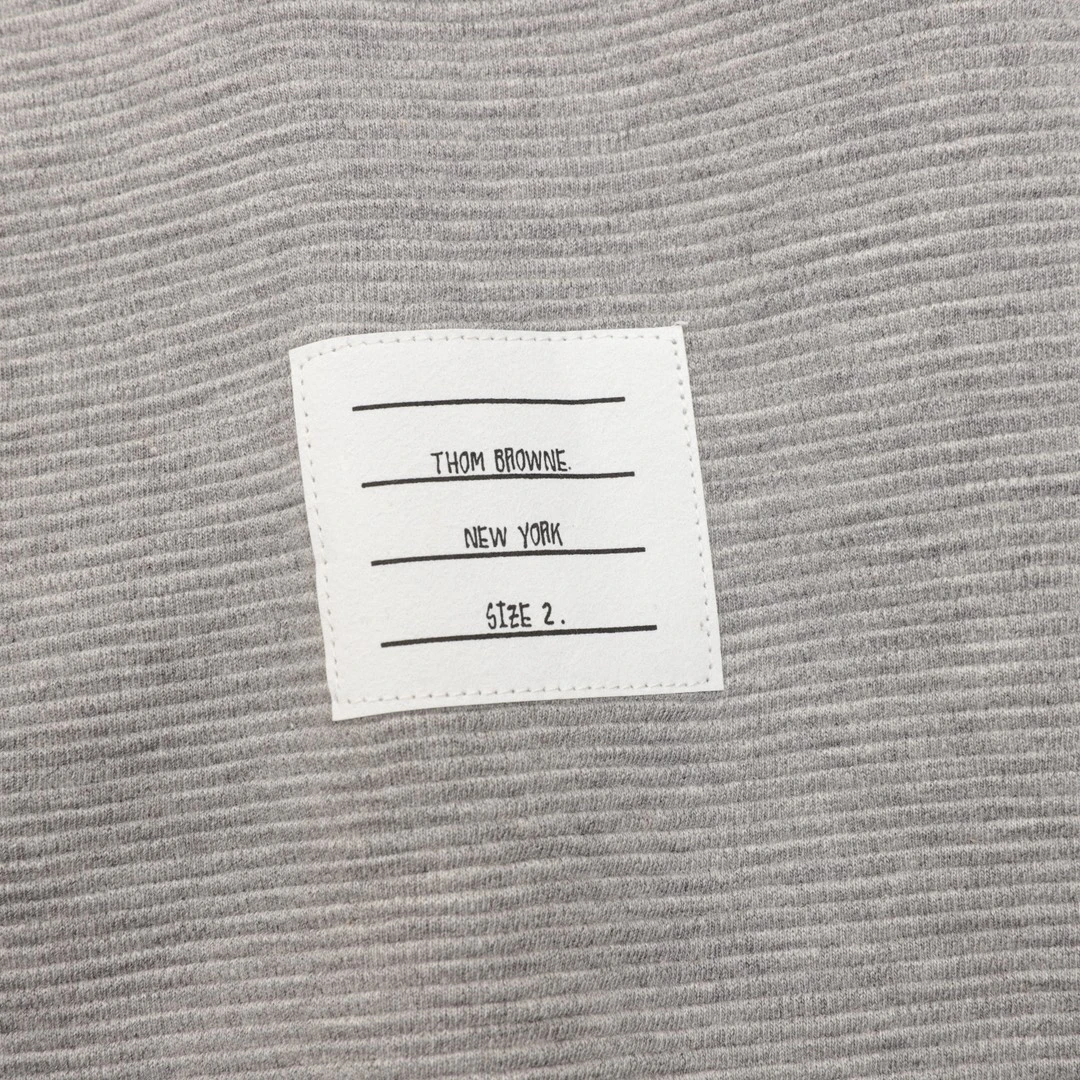 THOM BROWNE.
NEW YORK
SIZE 2.